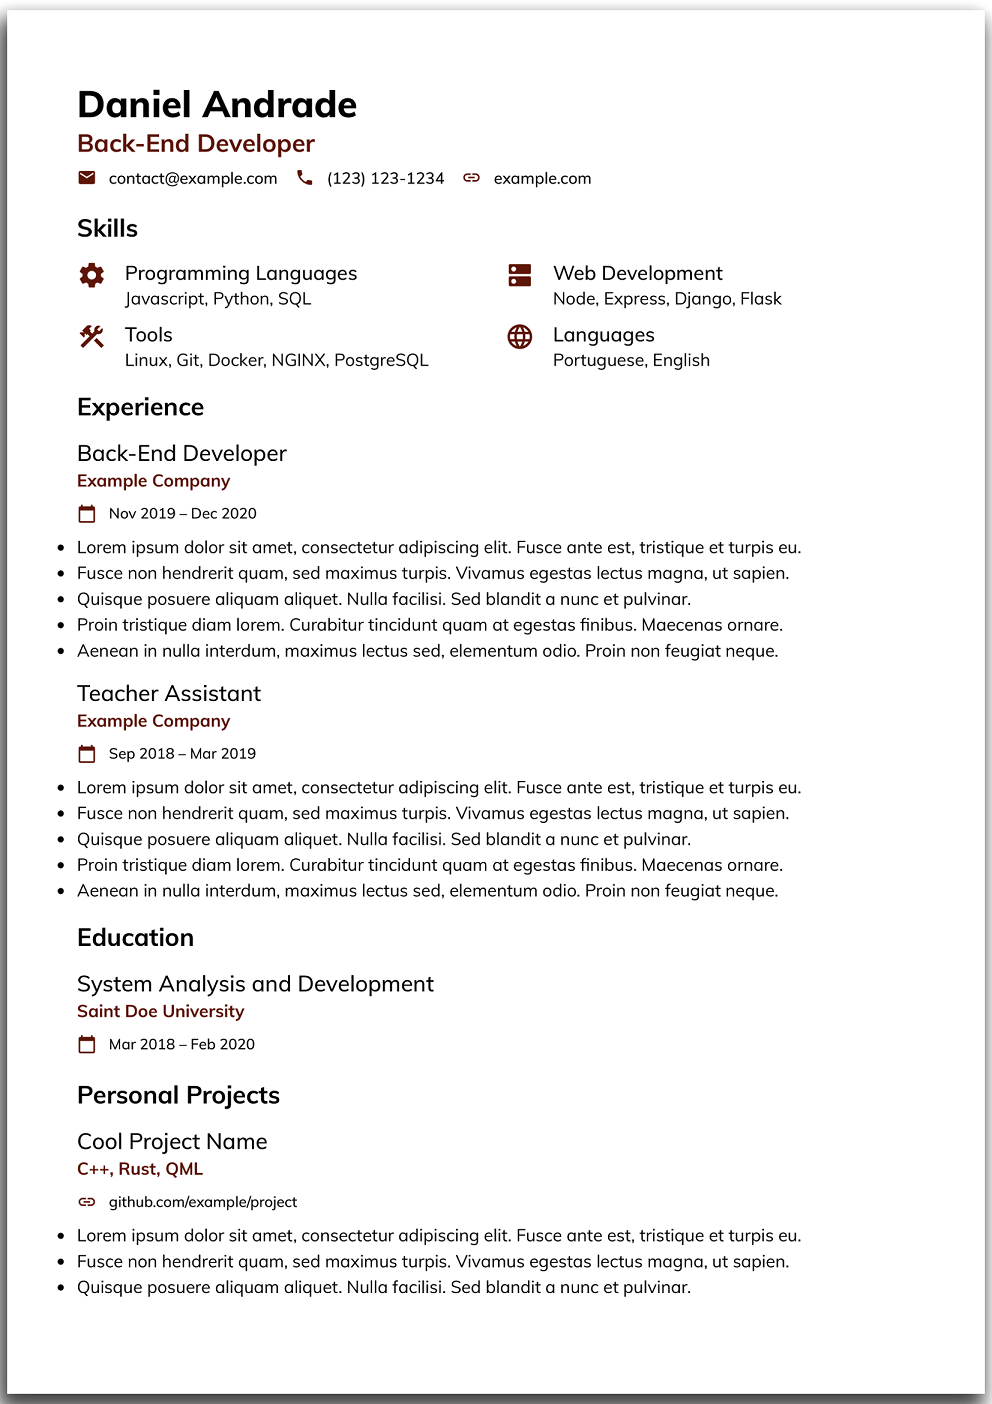 Daniel Andrade
Back-End Developer
contact@example.com (123) 123-1234 example.com
Skills
Programming Languages
Javascript, Python, SQL
Web Development
Node, Express, Django, Flask
Tools
Linux, Git, Docker, NGINX, PostgreSQL
Languages
Portuguese, English
Experience
Back-End Developer
Example Company
Nov 2019 – Dec 2020
• Lorem ipsum dolor sit amet, consectetur adipiscing elit. Fusce ante est, tristique et turpis eu.
• Fusce non hendrerit quam, sed maximus turpis. Vivamus egestas lectus magna, ut sapien.
• Quisque posuere aliquam aliquet. Nulla facilisi. Sed blandit a nunc et pulvinar.
• Proin tristique diam lorem. Curabitur tincidunt quam at egestas finibus. Maecenas ornare.
• Aenean in nulla interdum, maximus lectus sed, elementum odio. Proin non feugiat neque.
Teacher Assistant
Example Company
Sep 2018 – Mar 2019
• Lorem ipsum dolor sit amet, consectetur adipiscing elit. Fusce ante est, tristique et turpis eu.
• Fusce non hendrerit quam, sed maximus turpis. Vivamus egestas lectus magna, ut sapien.
• Quisque posuere aliquam aliquet. Nulla facilisi. Sed blandit a nunc et pulvinar.
• Proin tristique diam lorem. Curabitur tincidunt quam at egestas finibus. Maecenas ornare.
• Aenean in nulla interdum, maximus lectus sed, elementum odio. Proin non feugiat neque.
Education
System Analysis and Development
Saint Doe University
Mar 2018 – Feb 2020
Personal Projects
Cool Project Name
C++, Rust, QML
github.com/example/project
• Lorem ipsum dolor sit amet, consectetur adipiscing elit. Fusce ante est, tristique et turpis eu.
• Fusce non hendrerit quam, sed maximus turpis. Vivamus egestas lectus magna, ut sapien.
• Quisque posuere aliquam aliquet. Nulla facilisi. Sed blandit a nunc et pulvinar.